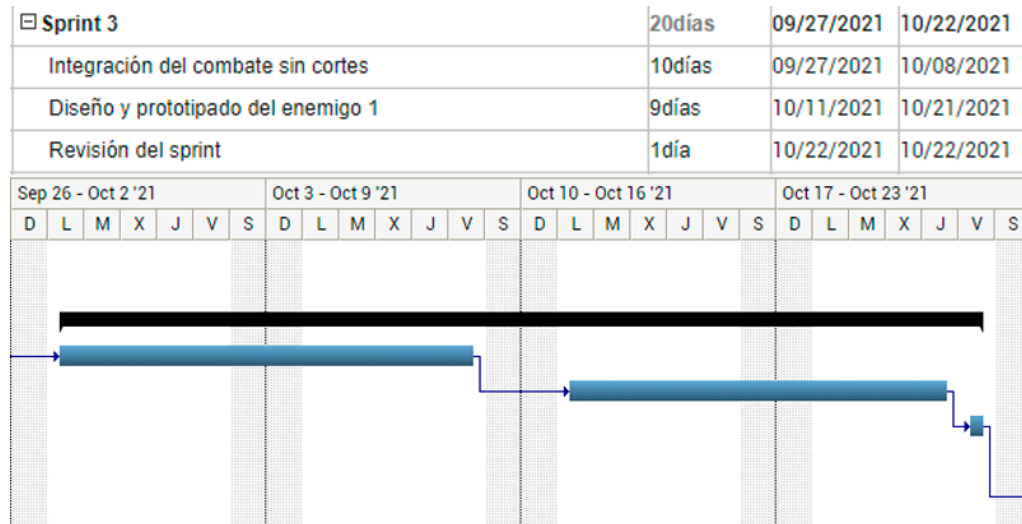 Sprint 3 20días 09/27/2021 10/22/2021
Integración del combate sin cortes 10días 09/27/2021 10/08/2021
Diseño y prototipado del enemigo 1 9días 10/11/2021 10/21/2021
Revisión del sprint 1día 10/22/2021 10/22/2021
Sep 26 - Oct 2 '21 Oct 3 - Oct 9 '21 Oct 10 - Oct 16 '21 Oct 17 - Oct 23 '21
D L M X J V S D L M X J V S D L M X J V S D L M X J V S